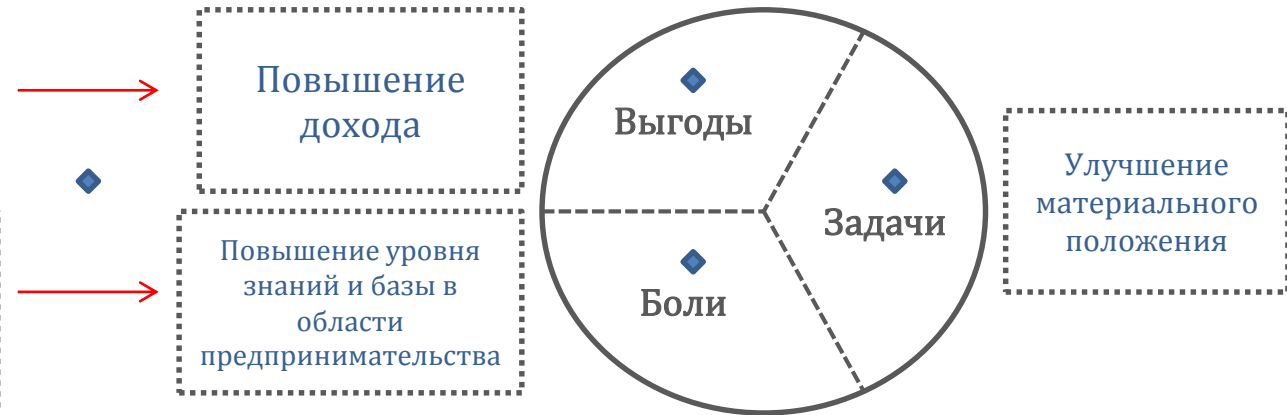 Повышение
дохода
Повышение уровня
знаний и базы в
области
предпринимательства
Выгоды
Боли
Задачи
Улучшение
материального
положения